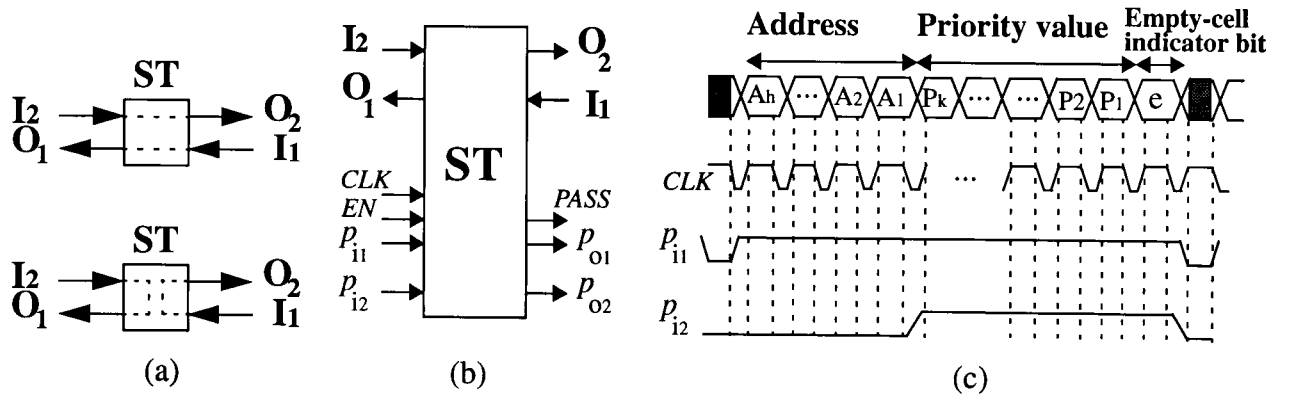 ST
I2 O2
O1 I1
ST
I2 O2
O1 I1
(a)
I2 O2
O1 I1
ST
CLK
EN PASS
pi1 po1
pi2 po2
(b)
Address Priority value Empty-cell indicator bit
Ah ... A2 A1 Pk ... ... P2 P1 e
CLK ...
pi1
pi2
(c)